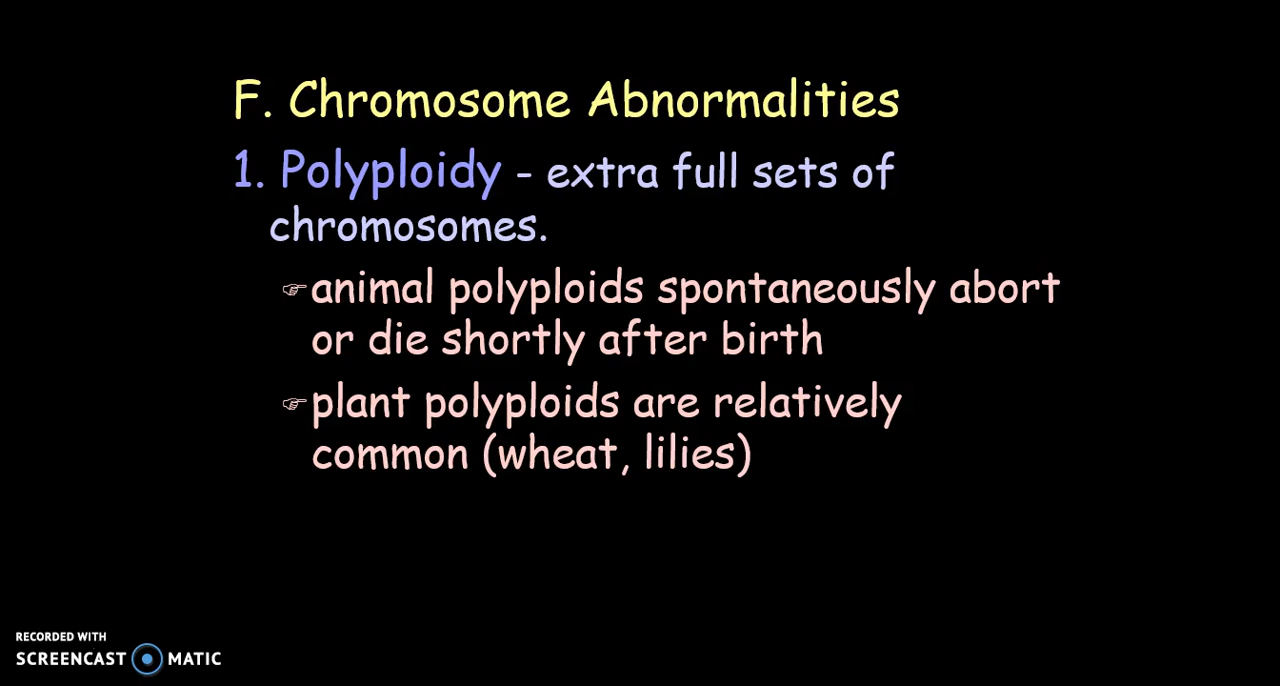 F. Chromosome Abnormalities
1. Polyploidy - extra full sets of
chromosomes.
☞animal polyploids spontaneously abort
or die shortly after birth
☞plant polyploids are relatively
common (wheat, lilies)
RECORDED WITH
SCREENCAST MATIC